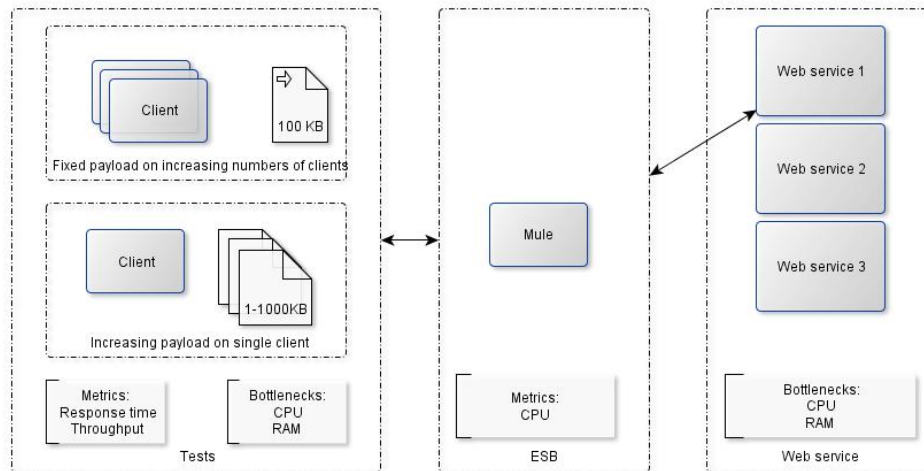 Client
100 KB
Fixed payload on increasing numbers of clients
Client
1-1000KB
Increasing payload on single client
Metrics:
Response time
Throughput
Bottlenecks:
CPU
RAM
Tests
Mule
Metrics:
CPU
ESB
Web service 1
Web service 2
Web service 3
Bottlenecks:
CPU
RAM
Web service